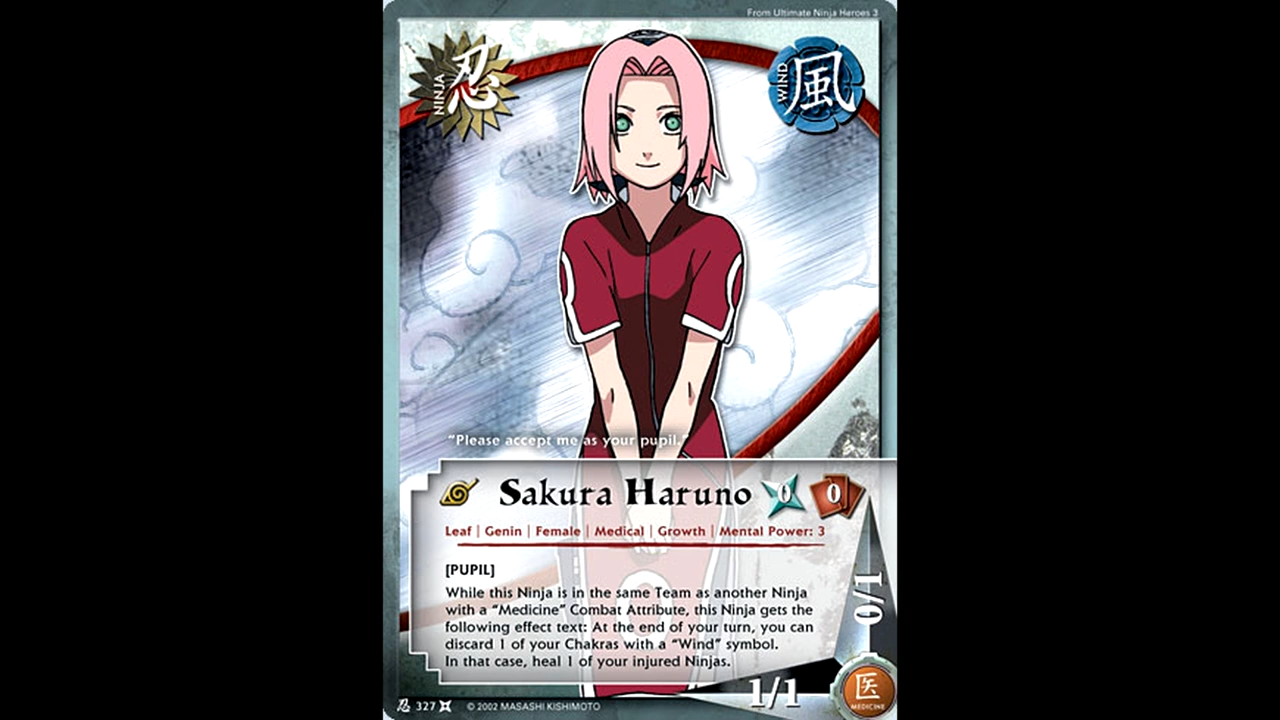 From Ultimate Ninja Heroes 3
忍
NINJA
風
WIND
"Please accept me as your pupil."
Sakura Haruno
0
0
Leaf | Genin | Female | Medical | Growth | Mental Power: 3
[PUPIL]
While this Ninja is in the same Team as another Ninja
with a “Medicine” Combat Attribute, this Ninja gets the
following effect text: At the end of your turn, you can
discard 1 of your Chakras with a “Wind” symbol.
In that case, heal 1 of your injured Ninjas.
1/0
1/1
医
MEDICINE
忍 327
© 2002 MASASHI KISHIMOTO